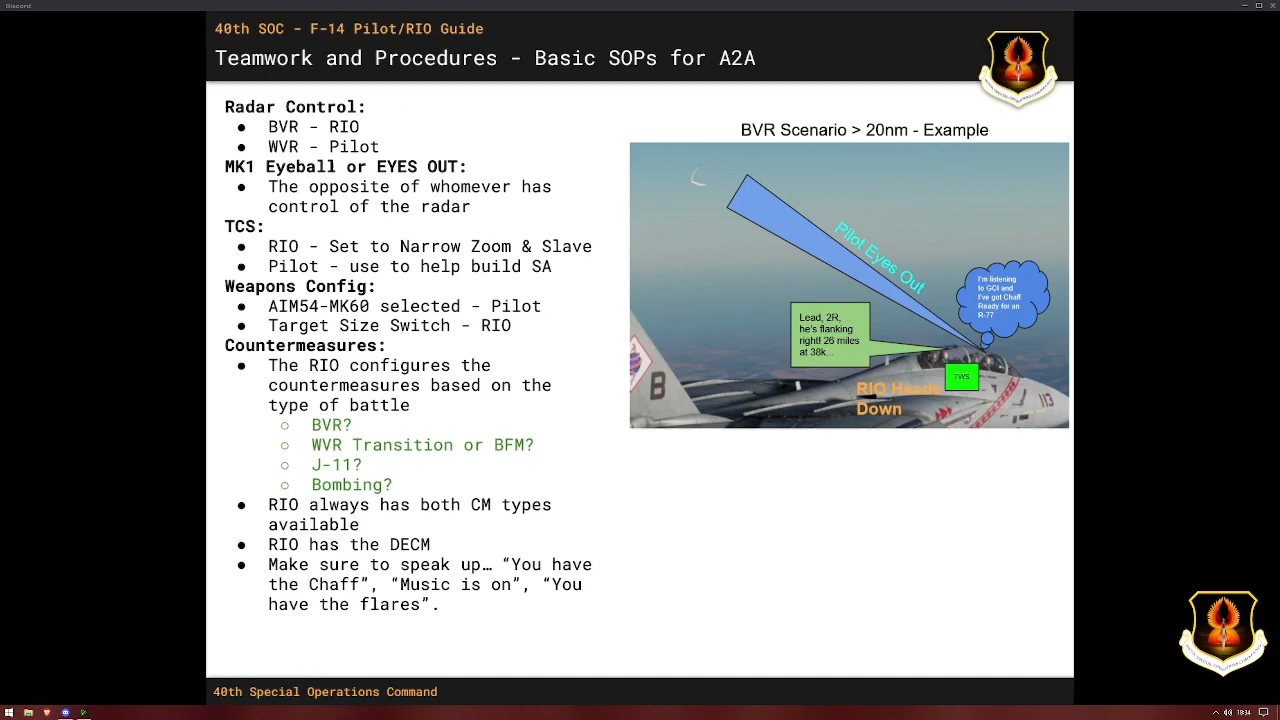 Discord
40th SOC - F-14 Pilot/RIO Guide
Teamwork and Procedures - Basic SOPs for A2A
Radar Control:
● BVR - RIO
● WVR - Pilot
MK1 Eyeball or EYES OUT:
● The opposite of whomever has
control of the radar
TCS:
● RIO - Set to Narrow Zoom & Slave
● Pilot - use to help build SA
Weapons Config:
● AIM54-MK60 selected - Pilot
● Target Size Switch - RIO
Countermeasures:
● The RIO configures the
countermeasures based on the
type of battle
○ BVR?
○ WVR Transition or BFM?
○ J-11?
○ Bombing?
● RIO always has both CM types
available
● RIO has the DECM
● Make sure to speak up… “You have
the Chaff”, “Music is on”, “You
have the flares”.
BVR Scenario > 20nm - Example
Pilot Eyes Out
I'm listening
to GCI and
I've got Chaff
Ready for an
R-77
Lead, 2R,
he's flanking
right! 26 miles
at 38k...
TWS
RIO Heads
Down
B
113
40th Special Operations Command
18:34